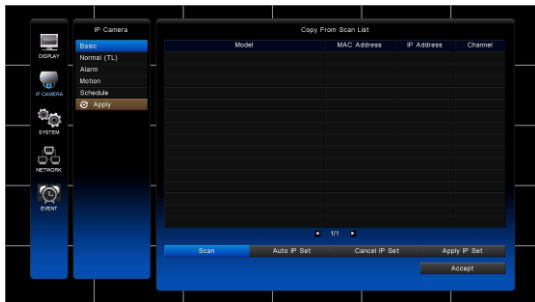 IP Camera
Copy From Scan List
DISPLAY
IP CAMERA
SYSTEM
NETWORK
EVENT
Basic
Normal (TL)
Alarm
Motion
Schedule
Apply
Model MAC Address IP Address Channel
1/1
Scan Auto IP Set Cancel IP Set Apply IP Set
Accept